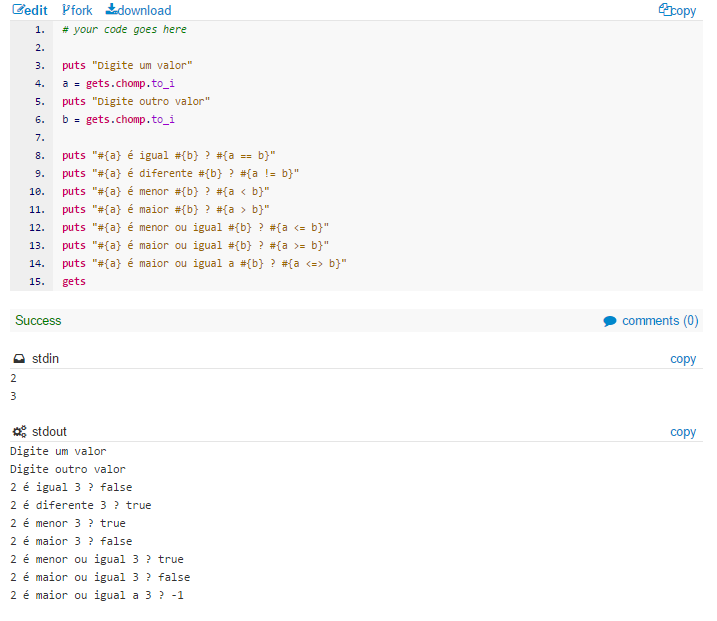 edit fork download copy
1. # your code goes here
2.
3. puts "Digite um valor"
4. a = gets.chomp.to_i
5. puts "Digite outro valor"
6. b = gets.chomp.to_i
7.
8. puts "#{a} é igual #{b} ? #{a == b}"
9. puts "#{a} é diferente #{b} ? #{a != b}"
10. puts "#{a} é menor #{b} ? #{a < b}"
11. puts "#{a} é maior #{b} ? #{a > b}"
12. puts "#{a} é menor ou igual #{b} ? #{a <= b}"
13. puts "#{a} é maior ou igual #{b} ? #{a >= b}"
14. puts "#{a} é maior ou igual a #{b} ? #{a <=> b}"
15. gets
Success comments (0)
stdin copy
2
3
stdout copy
Digite um valor
Digite outro valor
2 é igual 3 ? false
2 é diferente 3 ? true
2 é menor 3 ? true
2 é maior 3 ? false
2 é menor ou igual 3 ? true
2 é maior ou igual 3 ? false
2 é maior ou igual a 3 ? -1